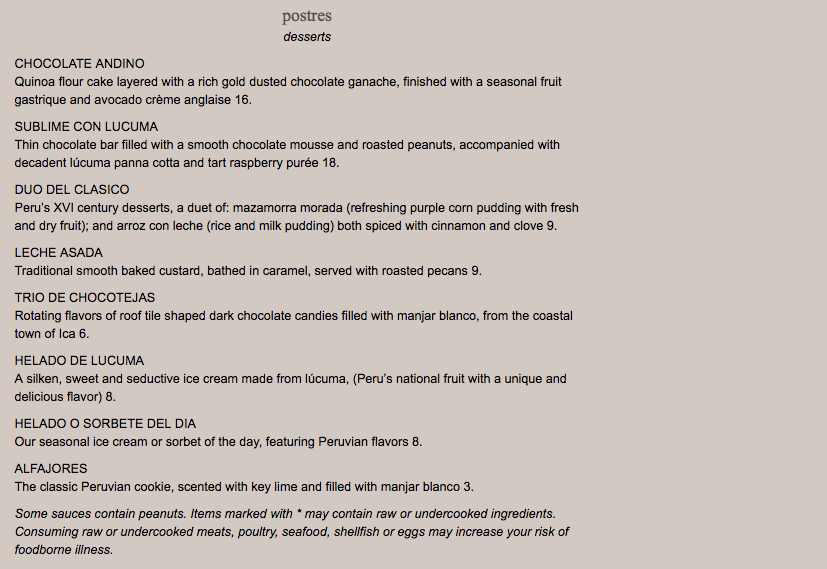 postres
desserts
CHOCOLATE ANDINO
Quinoa flour cake layered with a rich gold dusted chocolate ganache, finished with a seasonal fruit
gastrique and avocado crème anglaise 16.
SUBLIME CON LUCUMA
Thin chocolate bar filled with a smooth chocolate mousse and roasted peanuts, accompanied with
decadent lúcuma panna cotta and tart raspberry purée 18.
DUO DEL CLASICO
Peru's XVI century desserts, a duet of: mazamorra morada (refreshing purple corn pudding with fresh
and dry fruit); and arroz con leche (rice and milk pudding) both spiced with cinnamon and clove 9.
LECHE ASADA
Traditional smooth baked custard, bathed in caramel, served with roasted pecans 9.
TRIO DE CHOCOTEJAS
Rotating flavors of roof tile shaped dark chocolate candies filled with manjar blanco, from the coastal
town of Ica 6.
HELADO DE LUCUMA
A silken, sweet and seductive ice cream made from lúcuma, (Peru's national fruit with a unique and
delicious flavor) 8.
HELADO O SORBETE DEL DIA
Our seasonal ice cream or sorbet of the day, featuring Peruvian flavors 8.
ALFAJORES
The classic Peruvian cookie, scented with key lime and filled with manjar blanco 3.
Some sauces contain peanuts. Items marked with * may contain raw or undercooked ingredients.
Consuming raw or undercooked meats, poultry, seafood, shellfish or eggs may increase your risk of
foodborne illness.